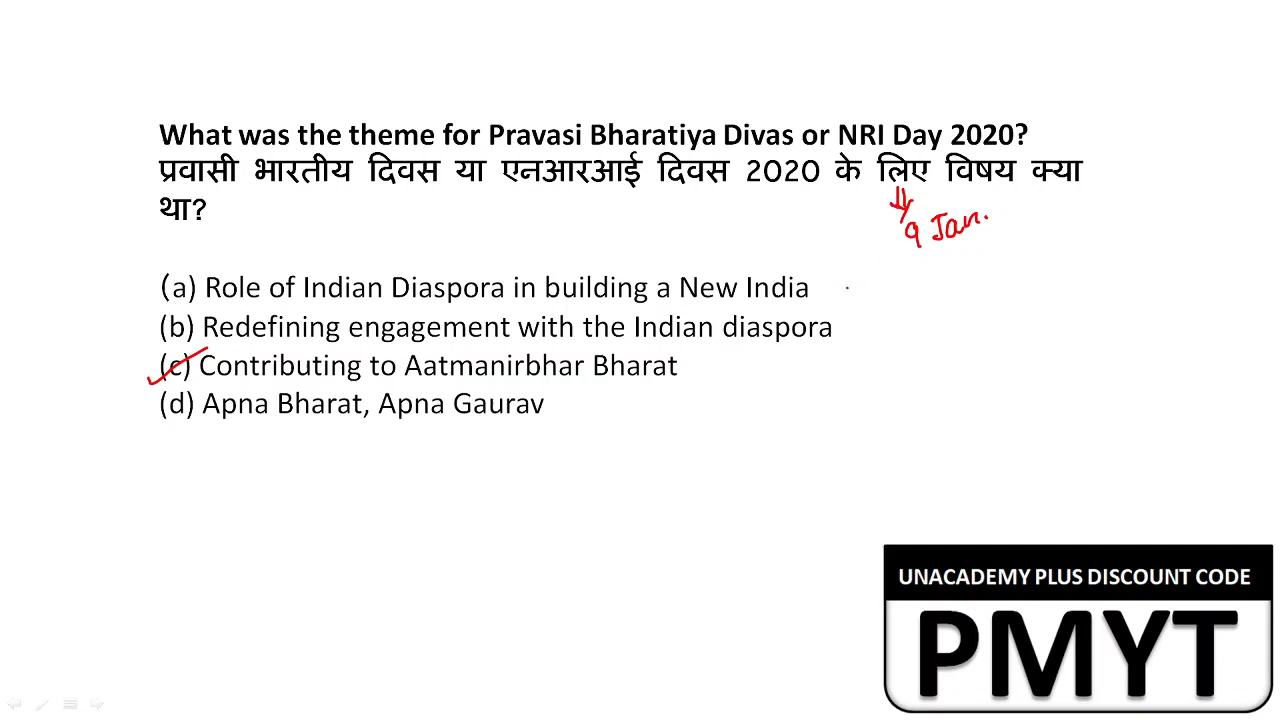 What was the theme for Pravasi Bharatiya Divas or NRI Day 2020?
प्रवासी भारतीय दिवस या एनआरआई दिवस 2020 के लिए विषय क्या
था?
9 Jan.
(a) Role of Indian Diaspora in building a New India
(b) Redefining engagement with the Indian diaspora
(c) Contributing to Aatmanirbhar Bharat
(d) Apna Bharat, Apna Gaurav
UNACADEMY PLUS DISCOUNT CODE
PMYT